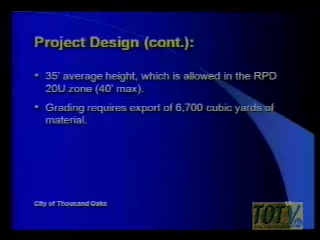 Project Design (cont.):
• 35' average height, which is allowed in the RPD
20U zone (40' max).
• Grading requires export of 6,700 cubic yards of
material.
City of Thousand Oaks
TOTV